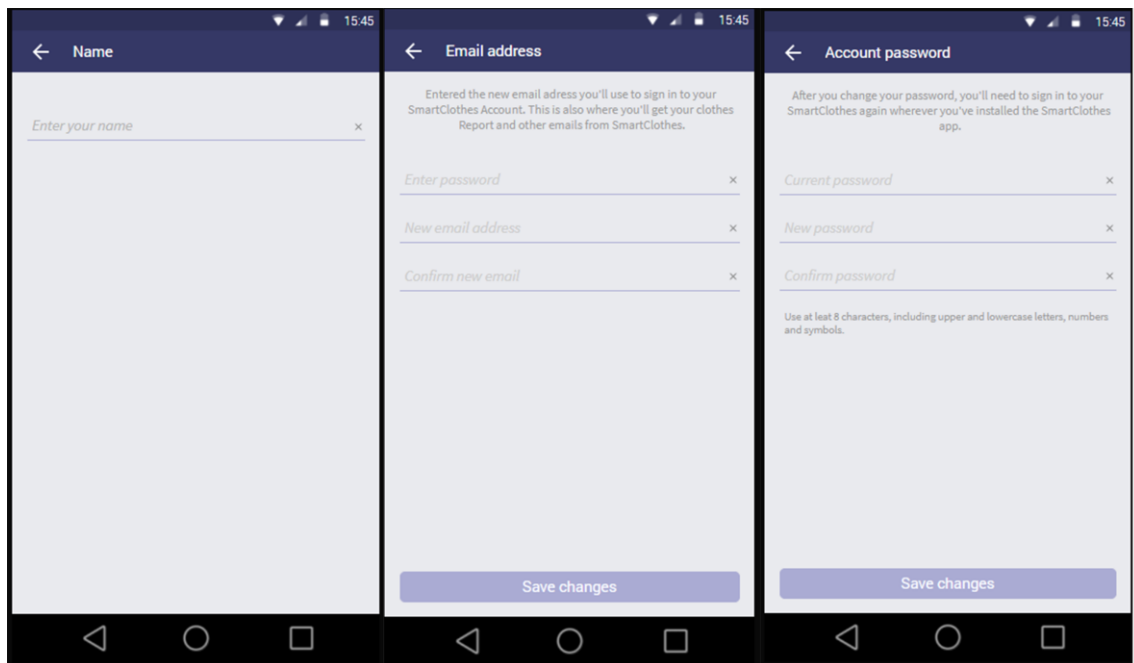 15:45
Name
Enter your name
15:45
Email address
Entered the new email adress you'll use to sign in to your
SmartClothes Account. This is also where you'll get your clothes
Report and other emails from SmartClothes.
Enter password
New email address
Confirm new email
Save changes
15:45
Account password
After you change your password, you'll need to sign in to your
SmartClothes again wherever you've installed the SmartClothes
app.
Current password
New password
Confirm password
Use at leat 8 characters, including upper and lowercase letters, numbers
and symbols.
Save changes